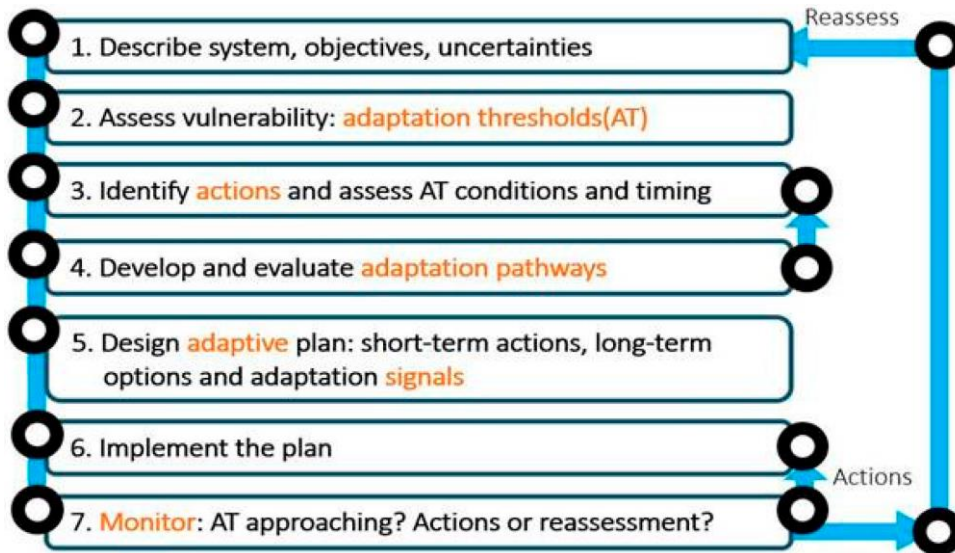 Reassess
1. Describe system, objectives, uncertainties
2. Assess vulnerability: adaptation thresholds(AT)
3. Identify actions and assess AT conditions and timing
4. Develop and evaluate adaptation pathways
5. Design adaptive plan: short-term actions, long-term
options and adaptation signals
6. Implement the plan
Actions
7. Monitor: AT approaching? Actions or reassessment?